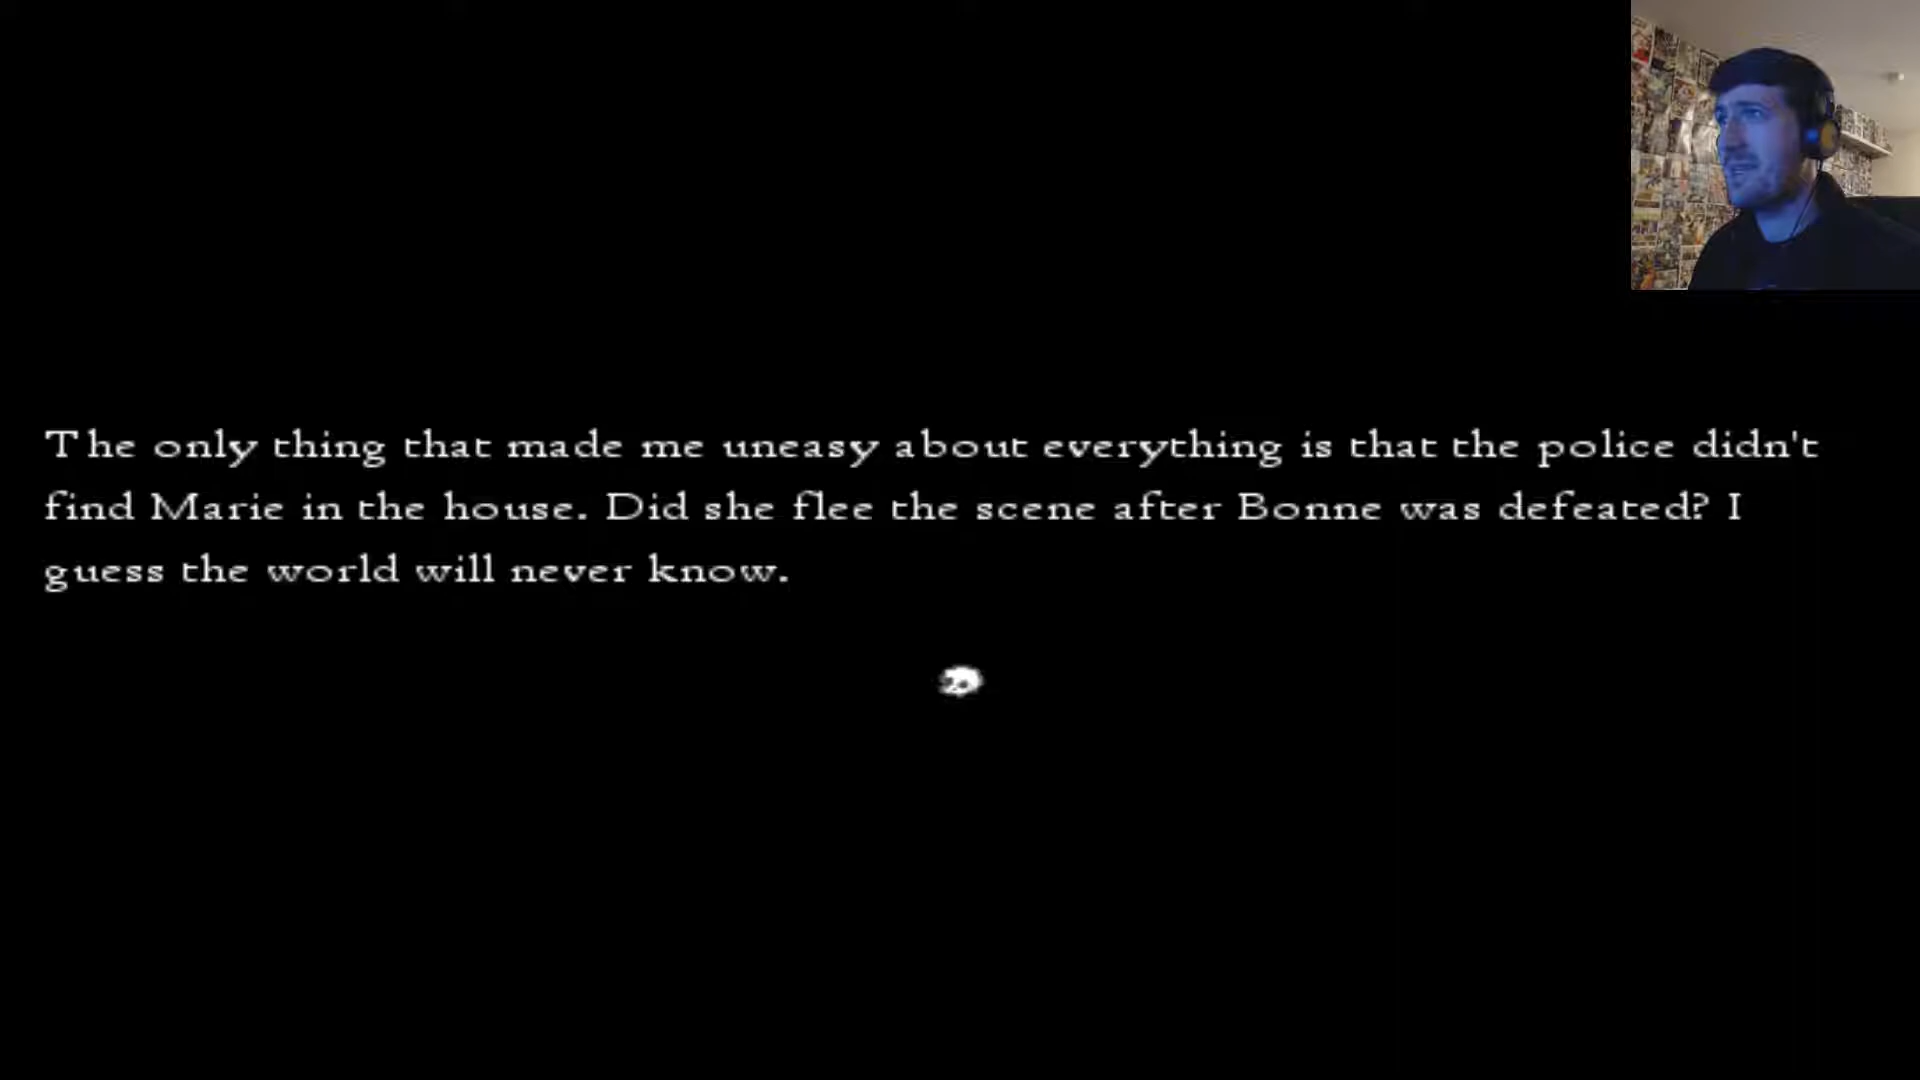 The only thing that made me uneasy about everything is that the police didn't
find Marie in the house. Did she flee the scene after Bonne was defeated? I
guess the world will never know.